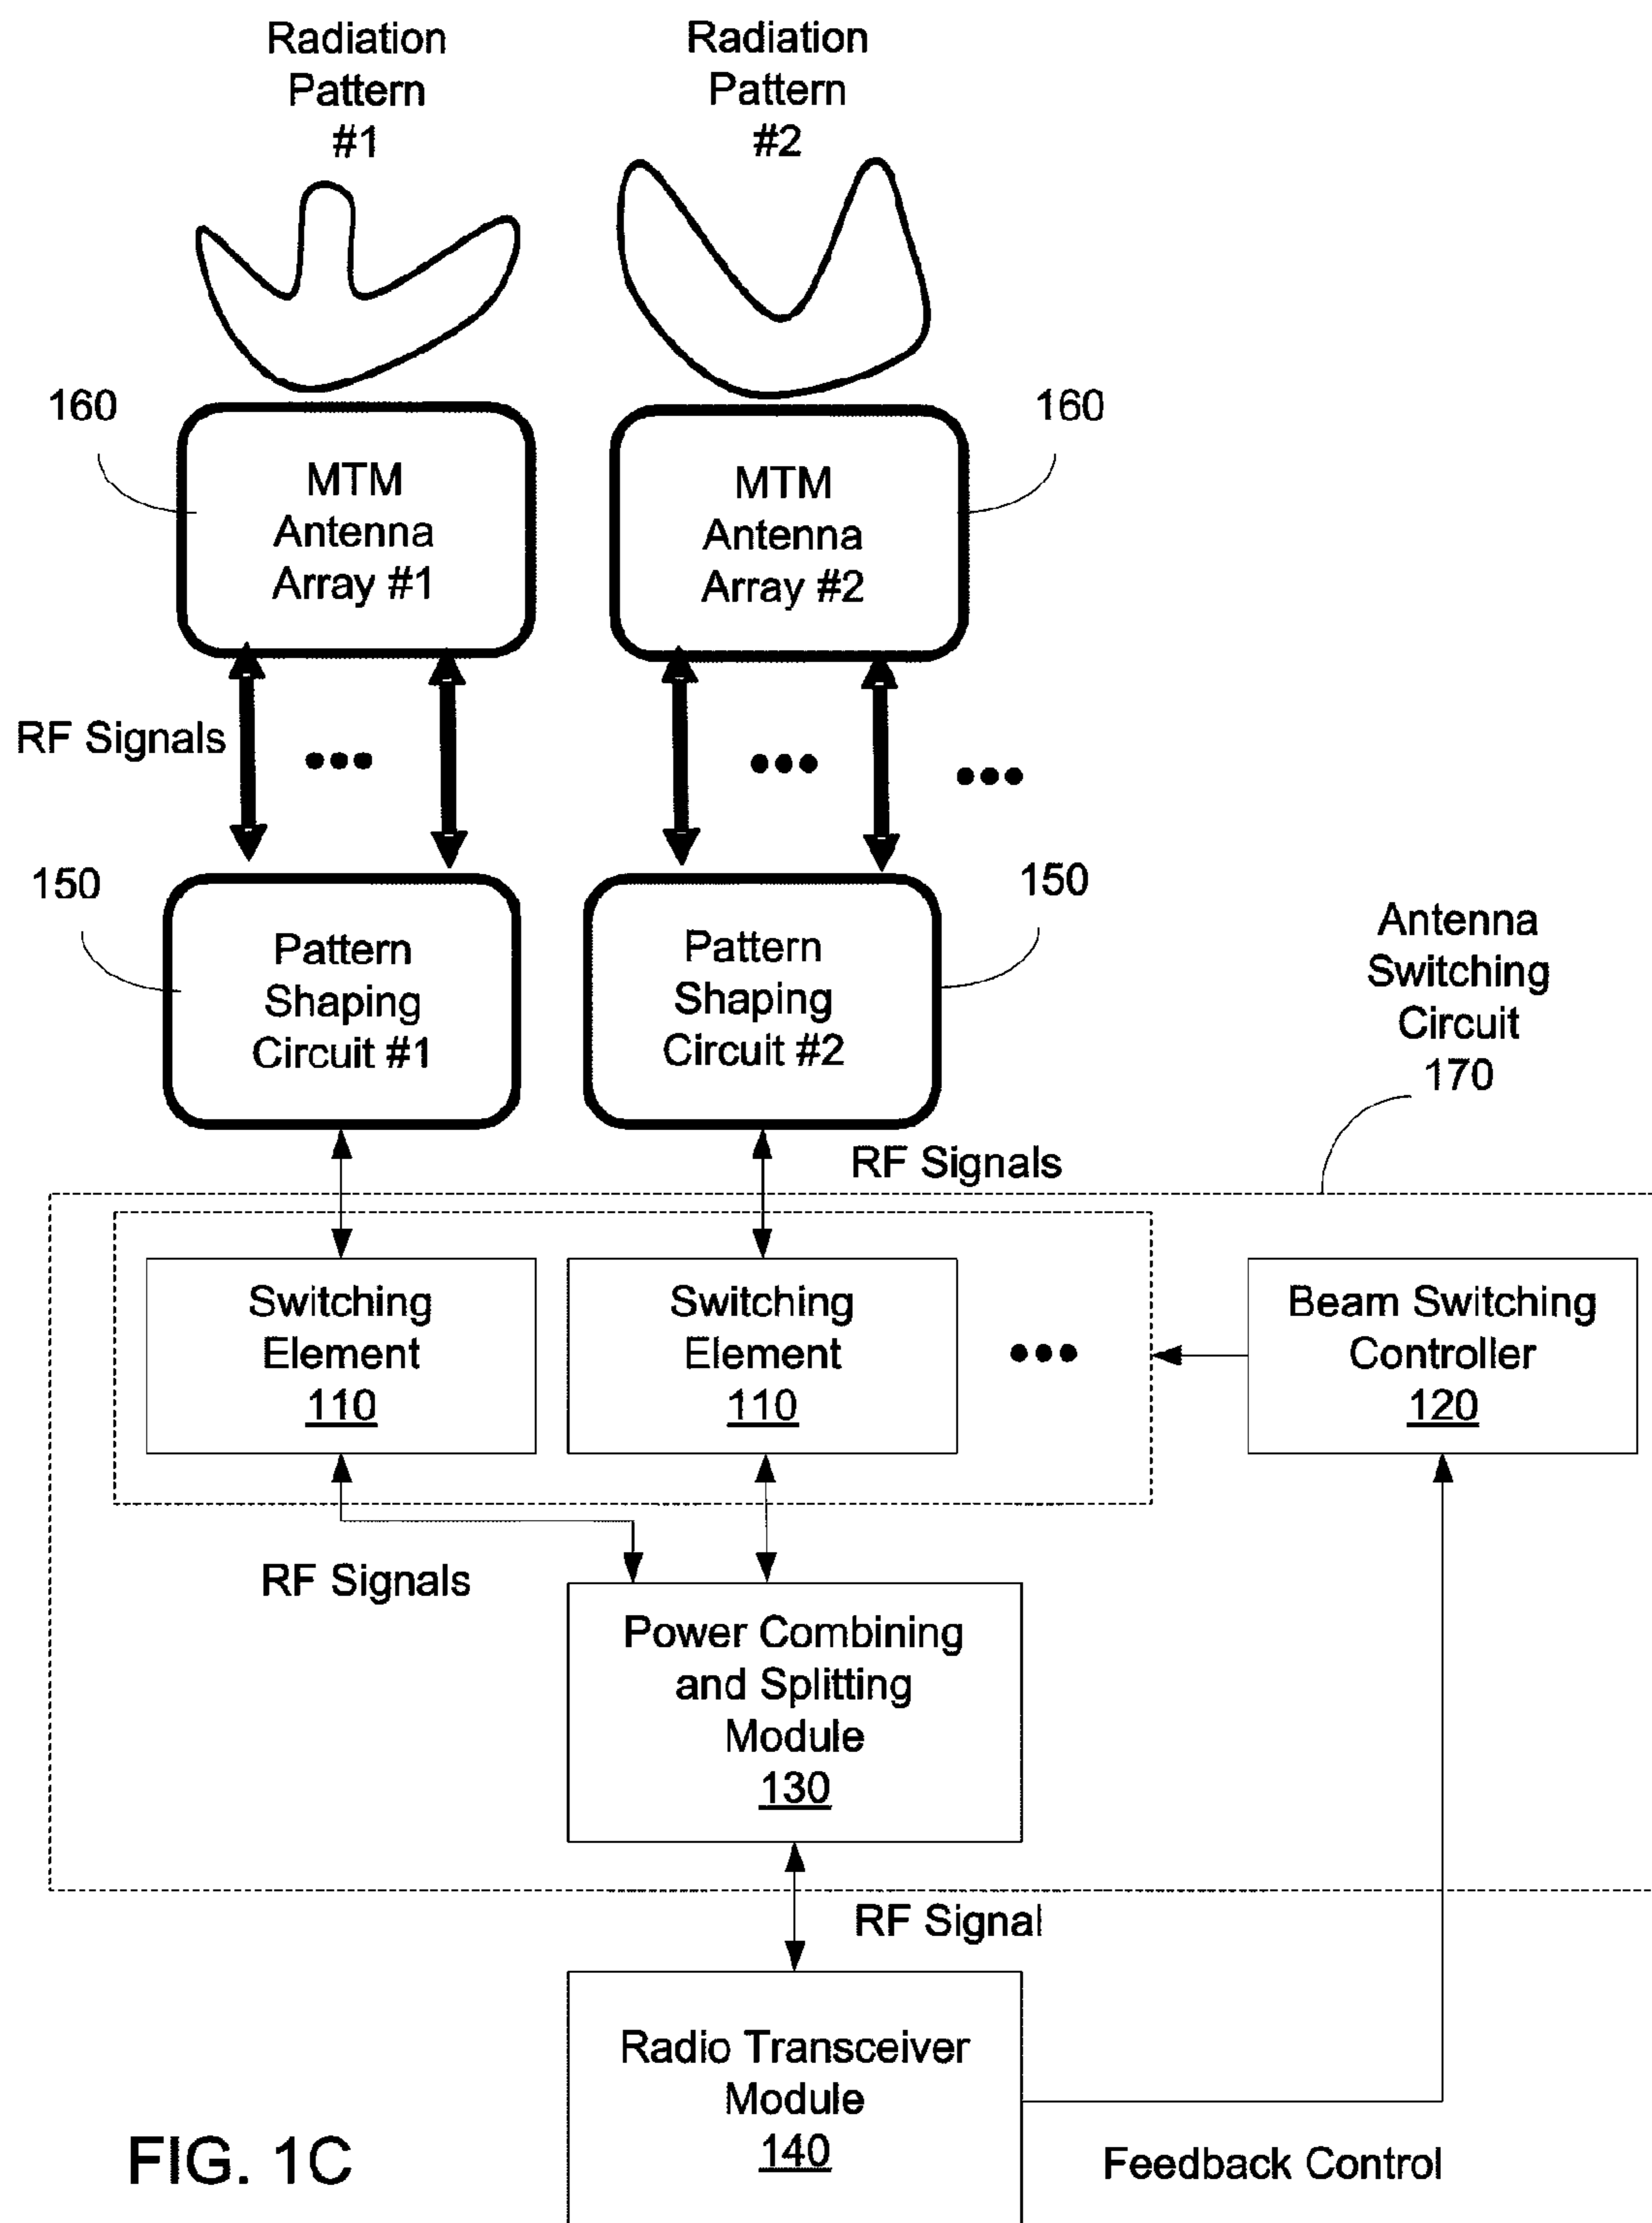 Radiation
Pattern
#1
Radiation
Pattern
#2
160
160
MTM
Antenna
Array #1
MTM
Antenna
Array #2
RF Signals
150
150
Pattern
Shaping
Circuit #1
Pattern
Shaping
Circuit #2
Antenna
Switching
Circuit
170
RF Signals
Switching
Element
110
Switching
Element
110
Beam Switching
Controller
120
RF Signals
Power Combining
and Splitting
Module
130
RF Signal
Radio Transceiver
Module
140
Feedback Control
FIG. 1C